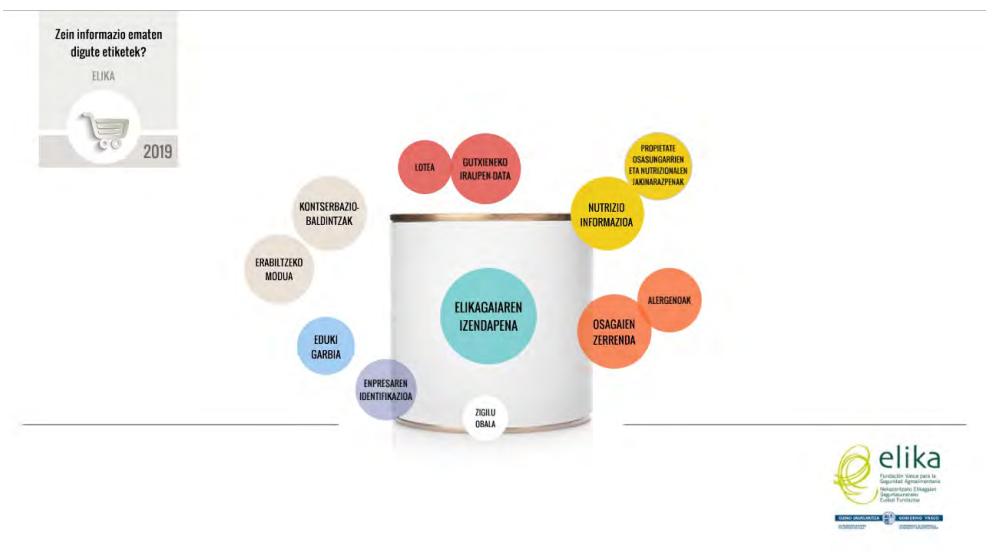 Zein informazio ematen
digute etiketek?
ELIKA
2019
LOTEA
GUTXIENEKO
IRAUPEN-DATA
PROPIETATE
OSASUNGARRIEN
ETA NUTRIZIONALEN
JAKINARAZPENAK
KONTSERBAZIO-
BALDINTZAK
NUTRIZIO
INFORMAZIOA
ERABILTZEKO
MODUA
ELIKAGAIAREN
IZENDAPENA
ALERGENOAK
OSAGAIEN
ZERRENDA
EDUKI
GARBIA
ENPRESAREN
IDENTIFIKAZIOA
ZIGILU
OBALA
elika
Fundación Vasca para la
Seguridad Agroalimentaria
Nekazaritzako Elikagaien
Segurtasunerako
Euskal Fundazioa
EUSKO JAURLARITZA
GOBIERNO VASCO